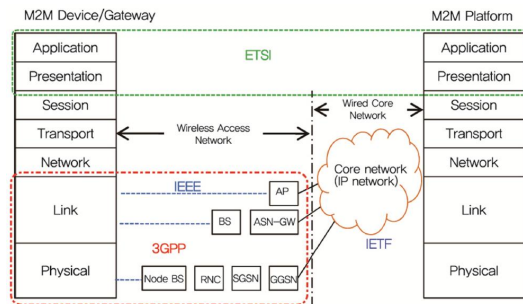 M2M Device/Gateway
M2M Platform
Application
Presentation
Session
Transport
Network
Link
Physical
ETSI
Wireless Access
Network
Wired Core
Network
IEEE
AP
BS
ASN-GW
3GPP
Node BS
RNC
SGSN
GGSN
Core network
(IP network)
IETF
Application
Presentation
Session
Transport
Network
Link
Physical